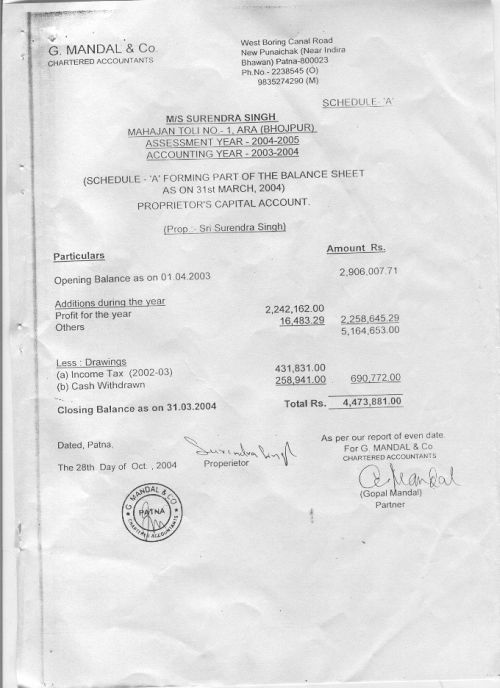 G. MANDAL & Co.
CHARTERED ACCOUNTANTS
West Boring Canal Road
New Punaichak (Near Indira
Bhawan) Patna-800023
Ph.No.- 2238545 (O)
9835274290 (M)
SCHEDULE- 'A'
M/S SURENDRA SINGH
MAHAJAN TOLI NO.- 1, ARA (BHOJPUR)
ASSESSMENT YEAR - 2004-2005
ACCOUNTING YEAR - 2003-2004
(SCHEDULE - 'A' FORMING PART OF THE BALANCE SHEET
AS ON 31st MARCH, 2004)
PROPRIETOR'S CAPITAL ACCOUNT.
(Prop. :- Sri Surendra Singh)
Particulars Amount Rs.
Opening Balance as on 01.04.2003 2,906,007.71
Additions during the year
Profit for the year 2,242,162.00
Others 16,483.29 2,258,645.29
5,164,653.00
Less : Drawings
(a) Income Tax (2002-03) 431,831.00
(b) Cash Withdrawn 258,941.00 690,772.00
Closing Balance as on 31.03.2004 Total Rs. 4,473,881.00
Dated, Patna.
The 28th Day of Oct., 2004
Surendra Singh
Properietor
As per our report of even date.
For G. MANDAL & Co.
CHARTERED ACCOUNTANTS
G. Mandal
(Gopal Mandal)
Partner
G. MANDAL & CO.
PATNA
CHARTERED ACCOUNTANTS